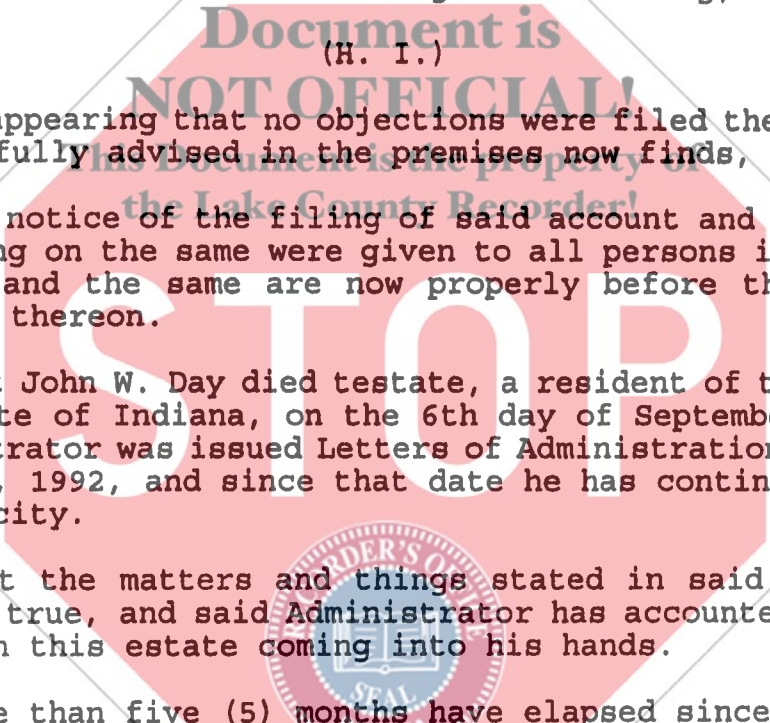 Document is
(H. I.)
NOT OFFICIAL!
appearing that no objections were filed the
fully advised in the premises now finds,
This Document is the property of
the Lake County Recorder!
notice of the filing of said account and
ng on the same were given to all persons i
and the same are now properly before th
thereon.
STOP
John W. Day died testate, a resident of t
te of Indiana, on the 6th day of Septembe
trator was issued Letters of Administration
, 1992, and since that date he has contin
city.
t the matters and things stated in said
true, and said Administrator has accounte
n this estate coming into his hands.
RECORDER'S OFFICE
SEAL
e than five (5) months have elapsed since